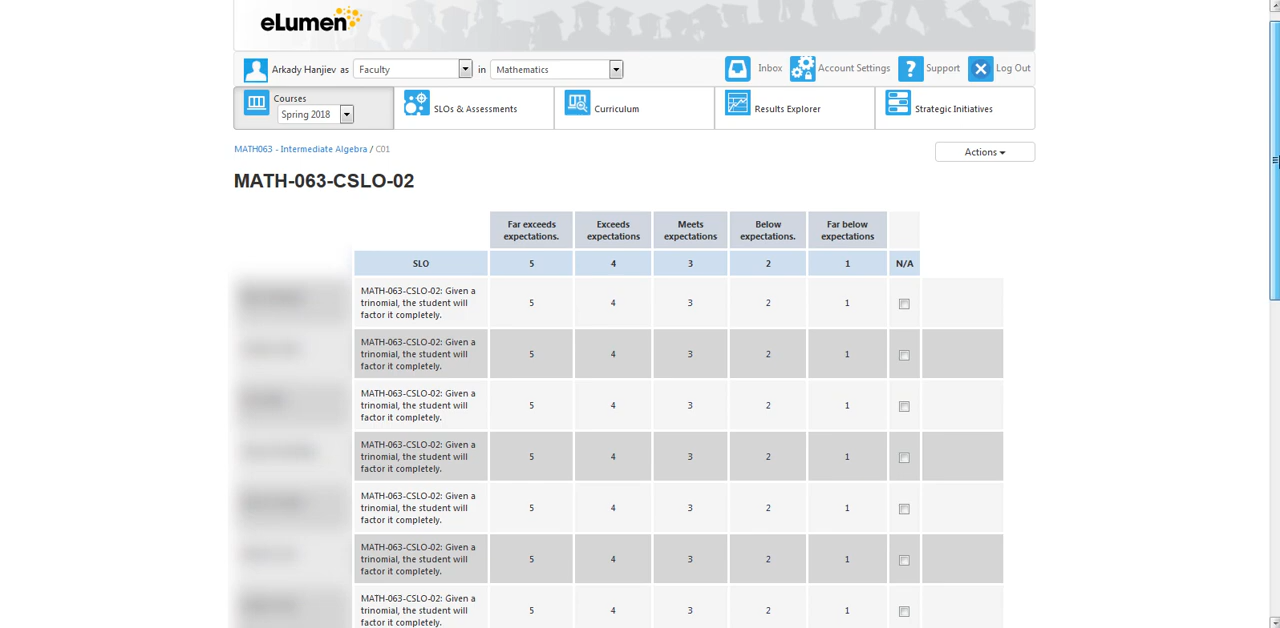 eLumen
Arkady Hanjiev as Faculty in Mathematics Inbox Account Settings ? Support Log Out
Courses
Spring 2018 SLOs & Assessments Curriculum Results Explorer Strategic Initiatives
MATH063 - Intermediate Algebra / C01 Actions
MATH-063-CSLO-02
Far exceeds expectations. Exceeds expectations Meets expectations Below expectations. Far below expectations
SLO 5 4 3 2 1 N/A
MATH-063-CSLO-02: Given a
trinomial, the student will
factor it completely.
5 4 3 2 1
MATH-063-CSLO-02: Given a
trinomial, the student will
factor it completely.
5 4 3 2 1
MATH-063-CSLO-02: Given a
trinomial, the student will
factor it completely.
5 4 3 2 1
MATH-063-CSLO-02: Given a
trinomial, the student will
factor it completely.
5 4 3 2 1
MATH-063-CSLO-02: Given a
trinomial, the student will
factor it completely.
5 4 3 2 1
MATH-063-CSLO-02: Given a
trinomial, the student will
factor it completely.
5 4 3 2 1
MATH-063-CSLO-02: Given a
trinomial, the student will
factor it completely.
5 4 3 2 1